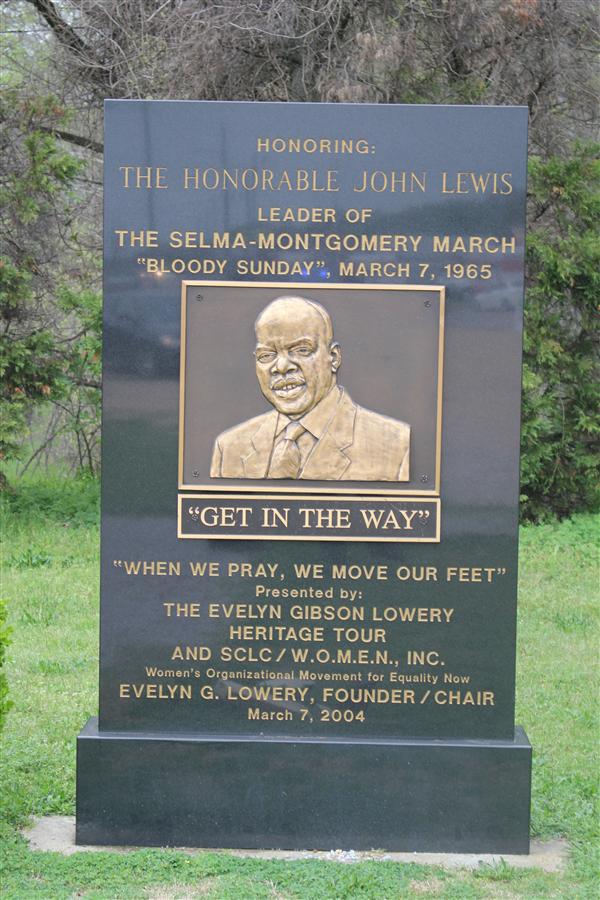 HONORING:
THE HONORABLE JOHN LEWIS
LEADER OF
THE SELMA-MONTGOMERY MARCH
"BLOODY SUNDAY", MARCH 7, 1965
"GET IN THE WAY"
"WHEN WE PRAY, WE MOVE OUR FEET"
Presented by:
THE EVELYN GIBSON LOWERY
HERITAGE TOUR
AND SCLC/W.O.M.E.N., INC.
Women's Organizational Movement for Equality Now
EVELYN G. LOWERY, FOUNDER/CHAIR
March 7, 2004